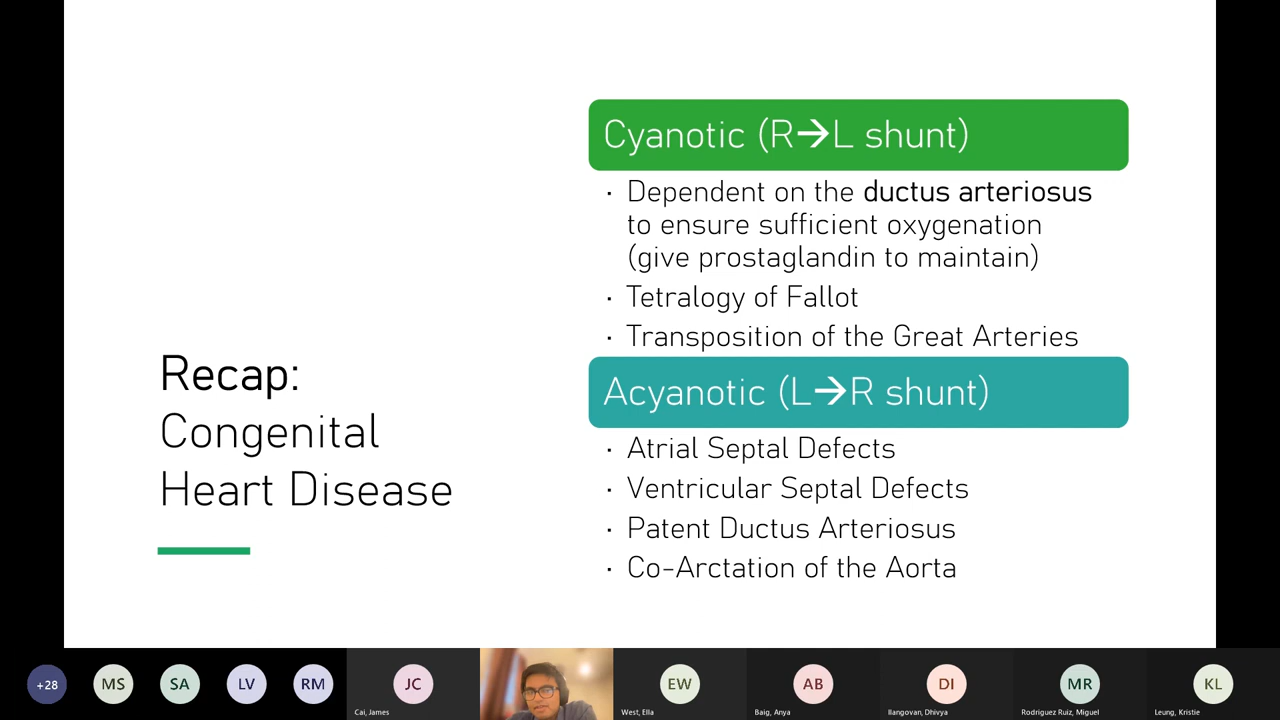 Recap:
Congenital
Heart Disease
Cyanotic (R→L shunt)
· Dependent on the ductus arteriosus
to ensure sufficient oxygenation
(give prostaglandin to maintain)
· Tetralogy of Fallot
· Transposition of the Great Arteries
Acyanotic (L→R shunt)
· Atrial Septal Defects
· Ventricular Septal Defects
· Patent Ductus Arteriosus
· Co-Arctation of the Aorta
+28
MS
SA
LV
RM
JC
EW
AB
DI
MR
KL
Cai, James
West, Ella
Baig, Anya
Ilangovan, Dhivya
Rodriguez Ruiz, Miguel
Leung, Kristie